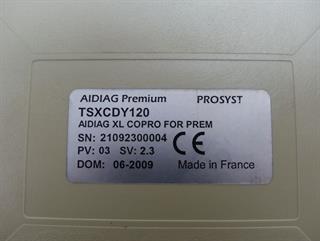 AIDIAG Premium PROSYST
TSXCDY120
AIDIAG XL COPRO FOR PREM
SN: 21092300004 CE
PV: 03 SV: 2.3
DOM: 06-2009 Made in France